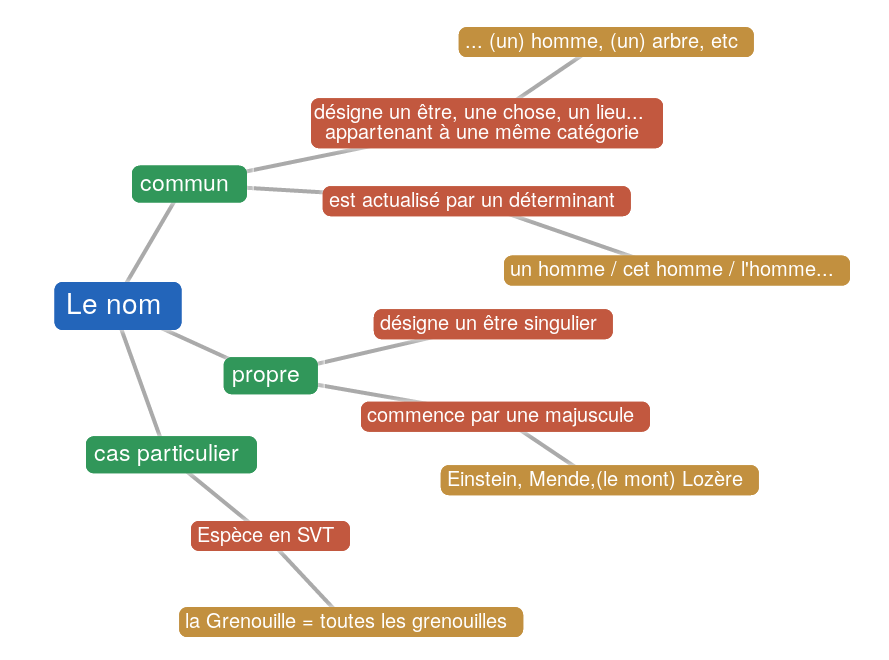 ... (un) homme, (un) arbre, etc
désigne un être, une chose, un lieu...
appartenant à une même catégorie
commun
est actualisé par un déterminant
un homme / cet homme / l'homme...
Le nom
désigne un être singulier
propre
commence par une majuscule
cas particulier
Einstein, Mende,(le mont) Lozère
Espèce en SVT
la Grenouille = toutes les grenouilles